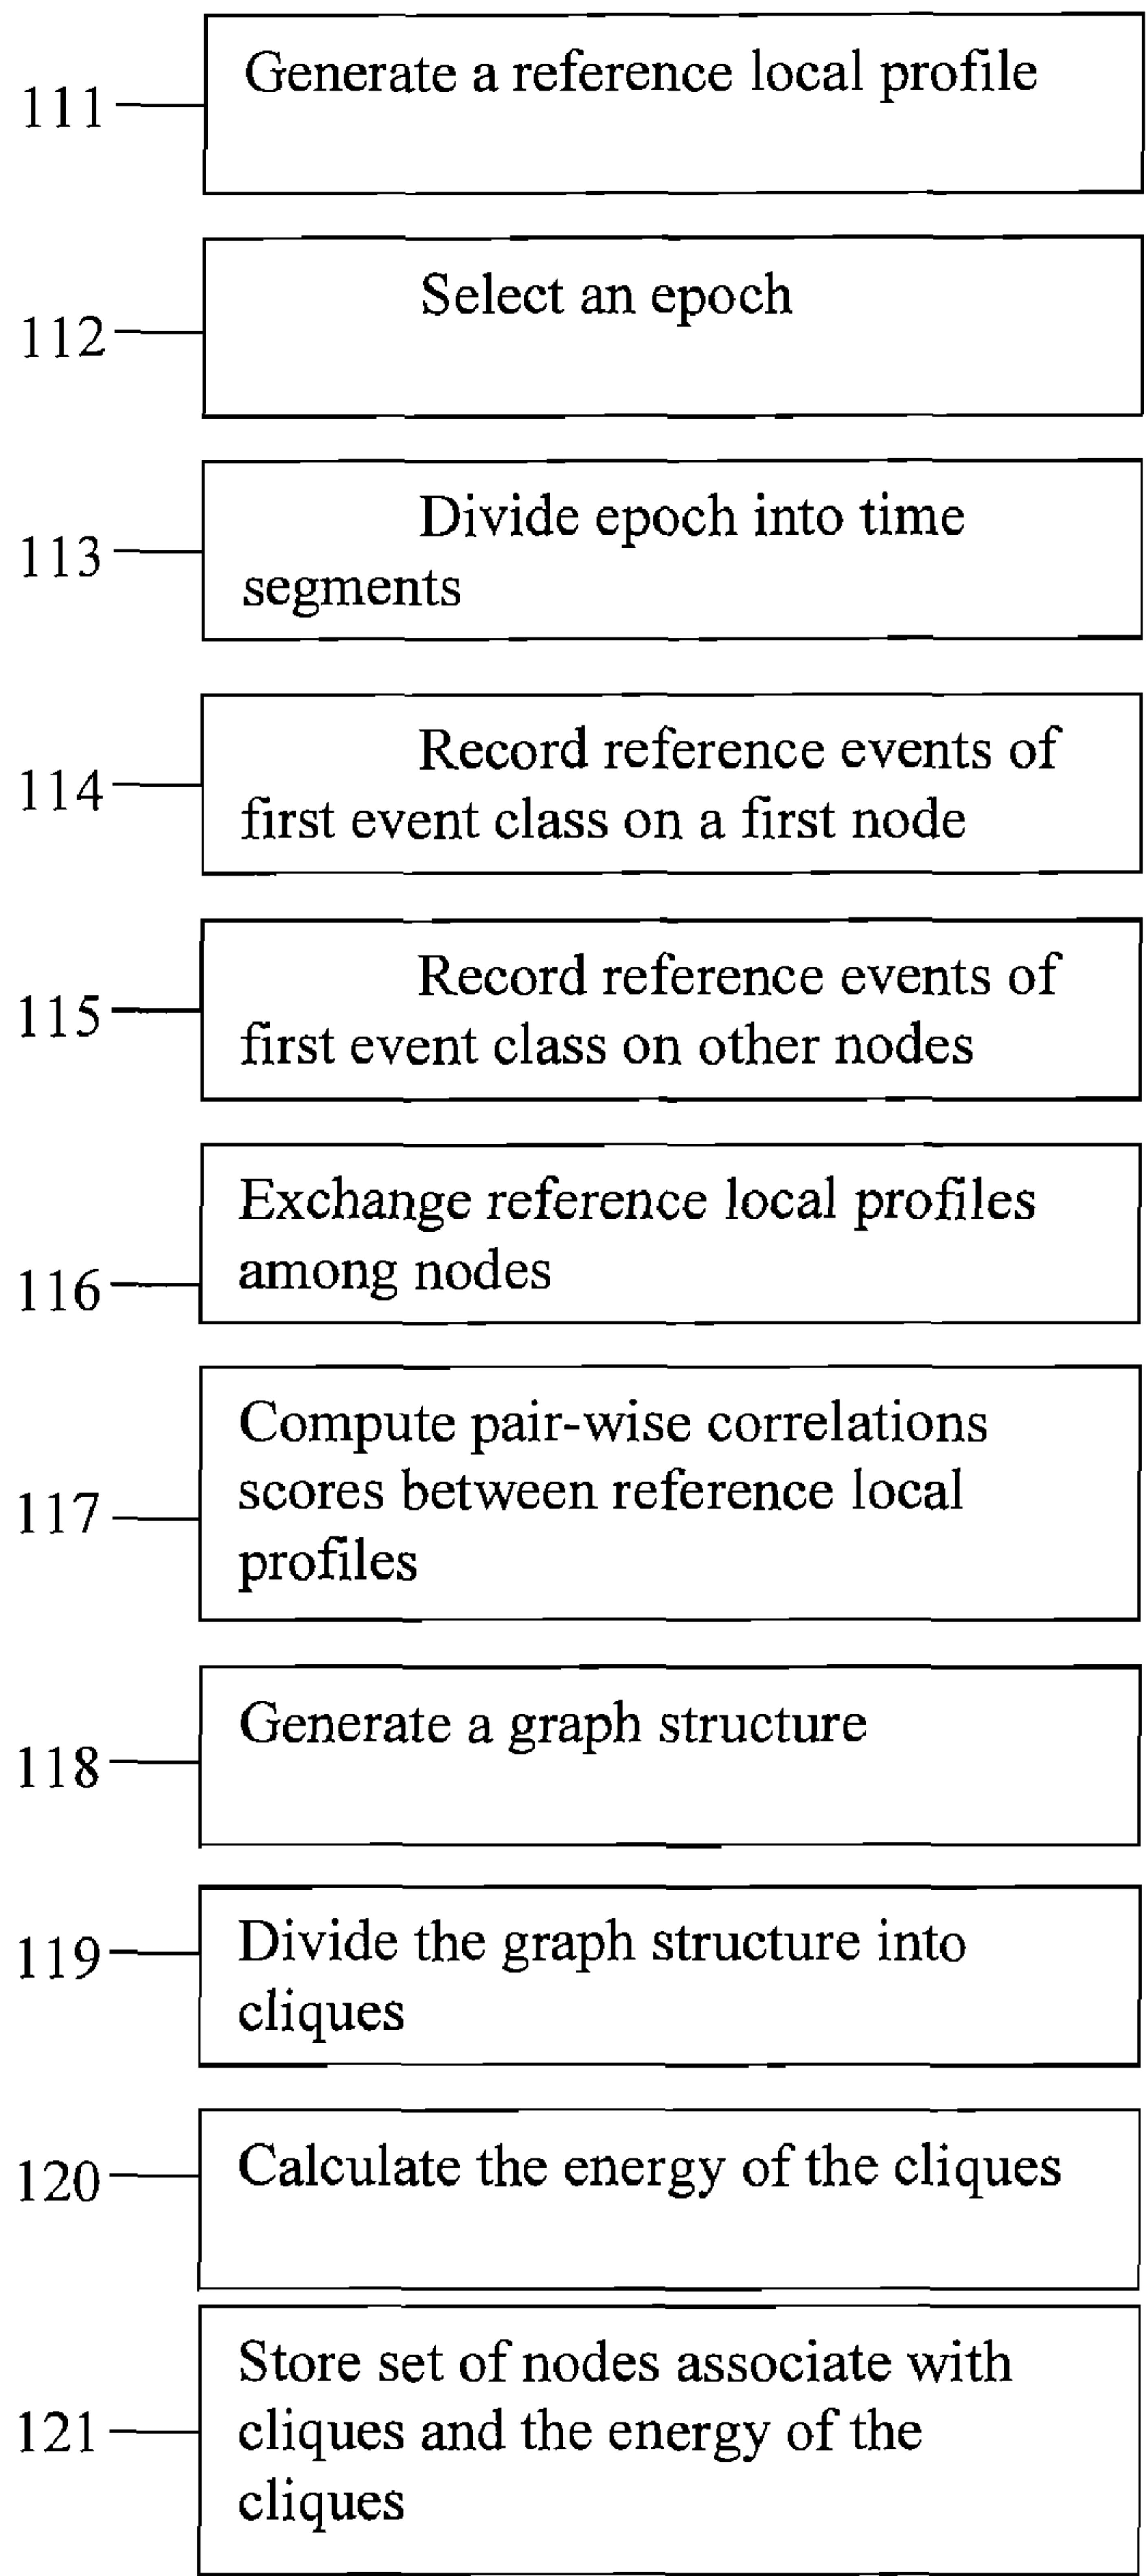 111
Generate a reference local profile
112
Select an epoch
113
Divide epoch into time
segments
114
Record reference events of
first event class on a first node
115
Record reference events of
first event class on other nodes
116
Exchange reference local profiles
among nodes
117
Compute pair-wise correlations
scores between reference local
profiles
118
Generate a graph structure
119
Divide the graph structure into
cliques
120
Calculate the energy of the cliques
121
Store set of nodes associate with
cliques and the energy of the
cliques